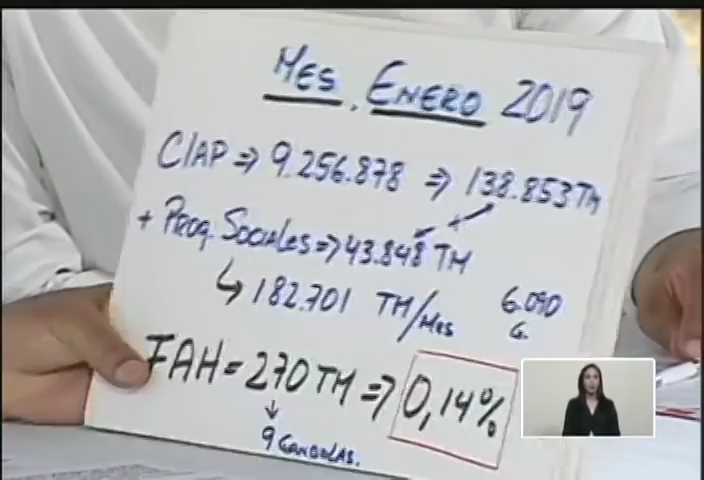 MES. ENERO 2019
CLAP ⇒ 9.256.878 ⇒ 138.853 TM
+ PROG. SOCIALES ⇒ 43.848 TM
↳ 182.701 TM/MES 6.090
G.
FAH = 270 TM ⇒ 0,14%
↓
9 GANDOLAS.